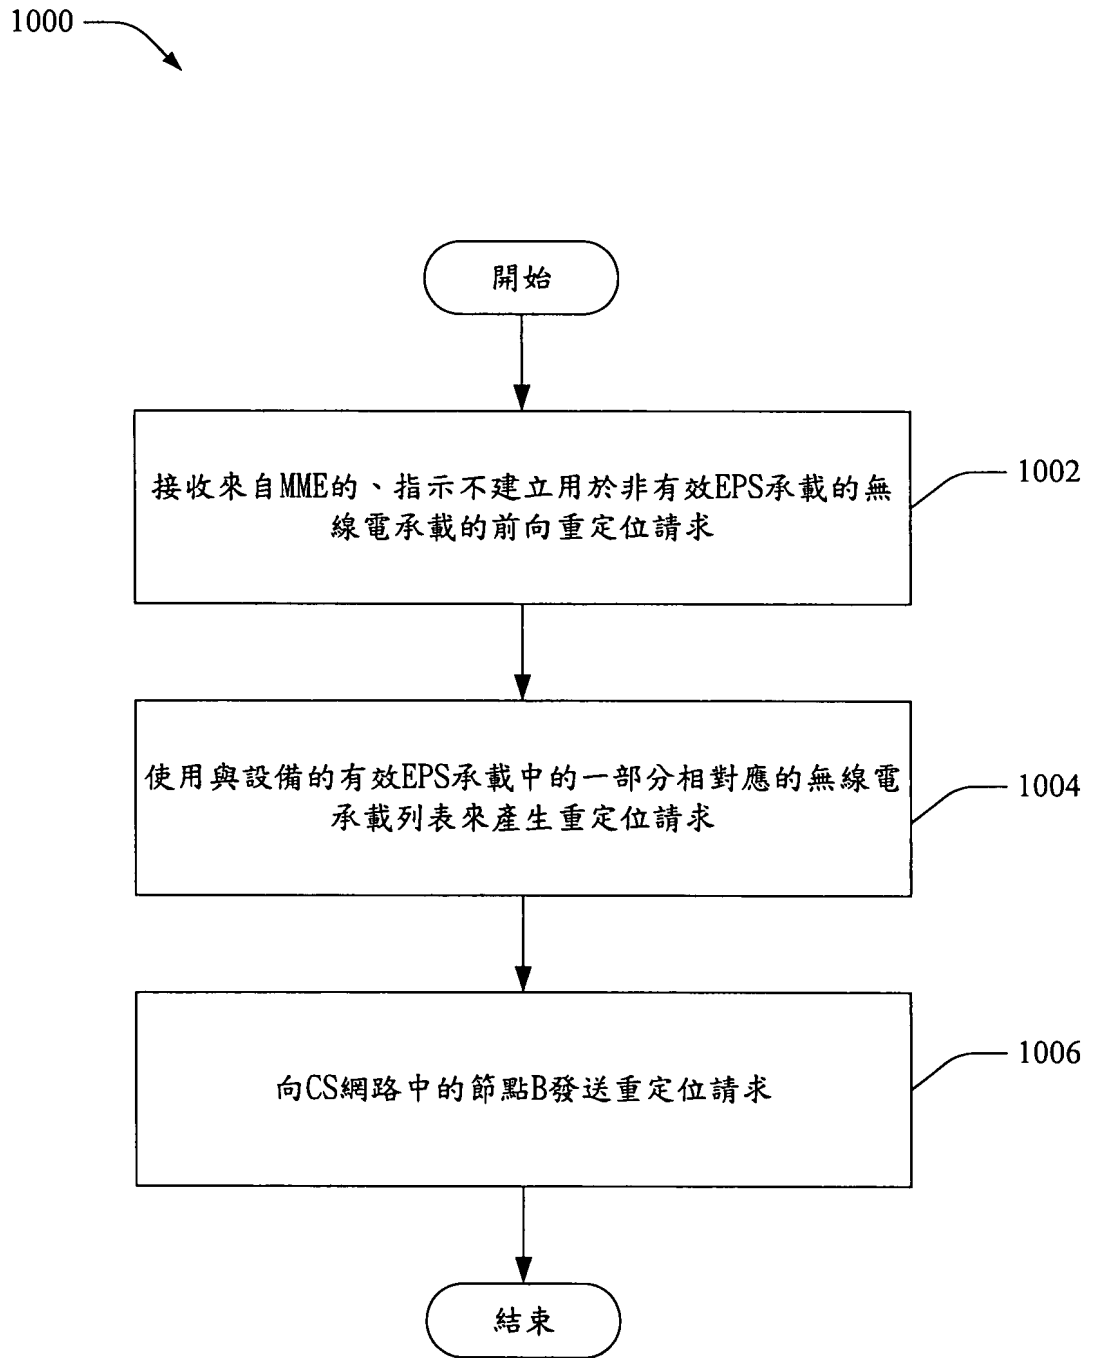 1000
開始
接收來自MME的、指示不建立用於非有效EPS承載的無
線電承載的前向重定位請求
1002
使用與設備的有效EPS承載中的一部分相對應的無線電
承載列表來產生重定位請求
1004
向CS網路中的節點B發送重定位請求
1006
結束